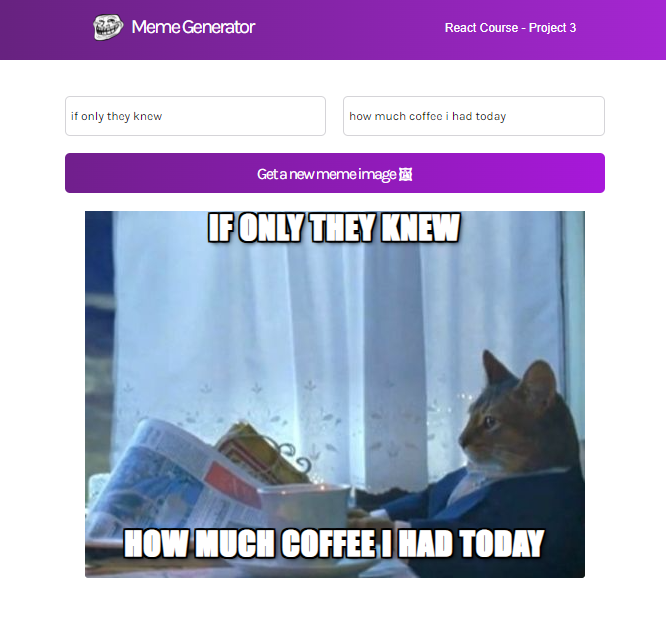 Meme Generator
React Course - Project 3
if only they knew
how much coffee i had today
Get a new meme image 🖼
IF ONLY THEY KNEW
HOW MUCH COFFEE I HAD TODAY